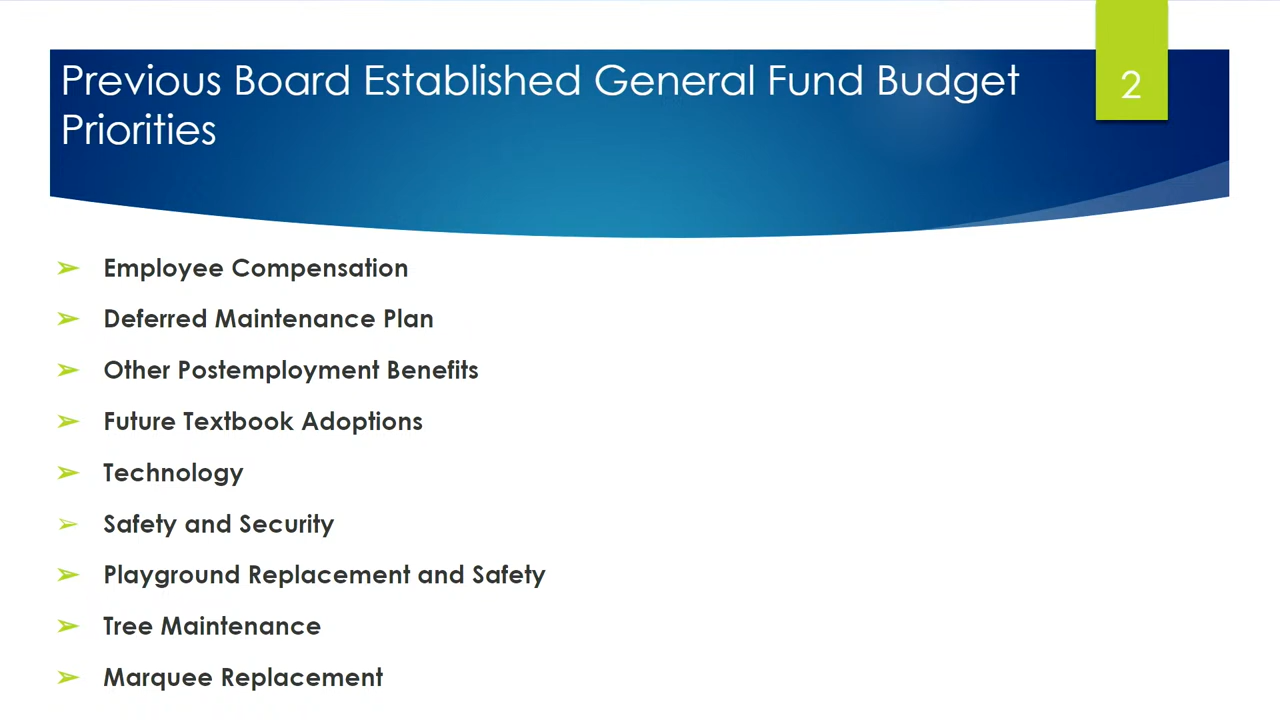 Previous Board Established General Fund Budget
Priorities
2
Employee Compensation
Deferred Maintenance Plan
Other Postemployment Benefits
Future Textbook Adoptions
Technology
Safety and Security
Playground Replacement and Safety
Tree Maintenance
Marquee Replacement